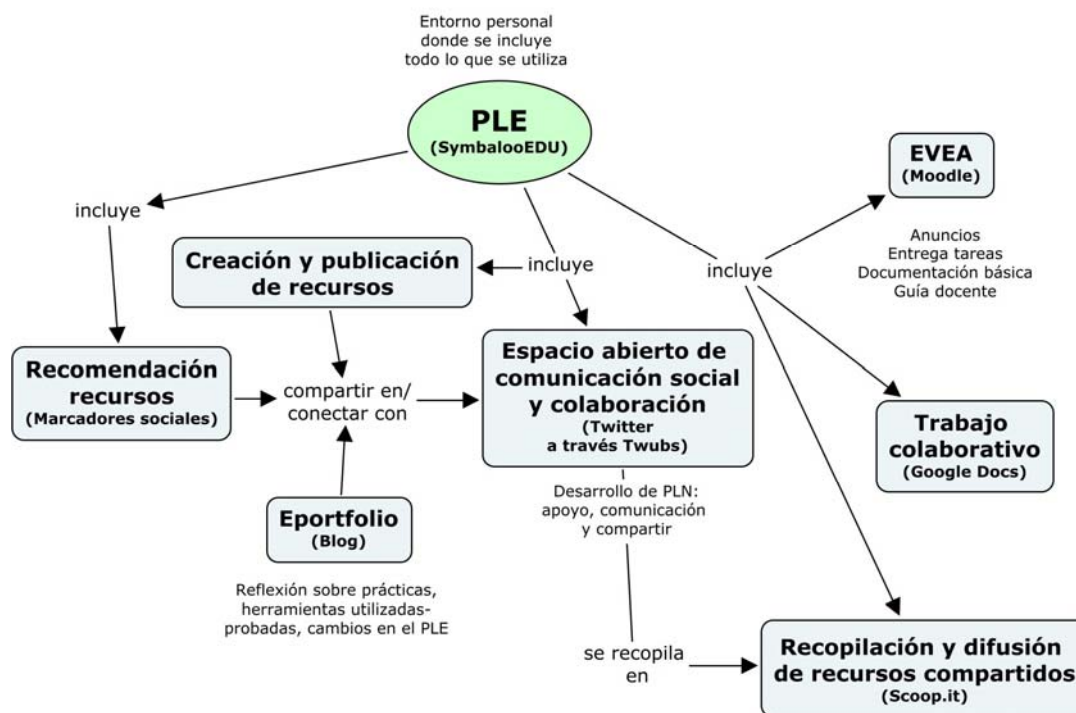 Entorno personal
donde se incluye
todo lo que se utiliza
PLE
(SymbalooEDU)
EVEA
(Moodle)
Anuncios
Entrega tareas
Documentación básica
Guía docente
incluye
Creación y publicación
de recursos
incluye
incluye
Recomendación
recursos
(Marcadores sociales)
compartir en/
conectar con
Espacio abierto de
comunicación social
y colaboración
(Twitter
a través Twubs)
Trabajo
colaborativo
(Google Docs)
Desarrollo de PLN:
apoyo, comunicación
y compartir
Eportfolio
(Blog)
Reflexión sobre prácticas,
herramientas utilizadas-
probadas, cambios en el PLE
se recopila
en
Recopilación y difusión
de recursos compartidos
(Scoop.it)